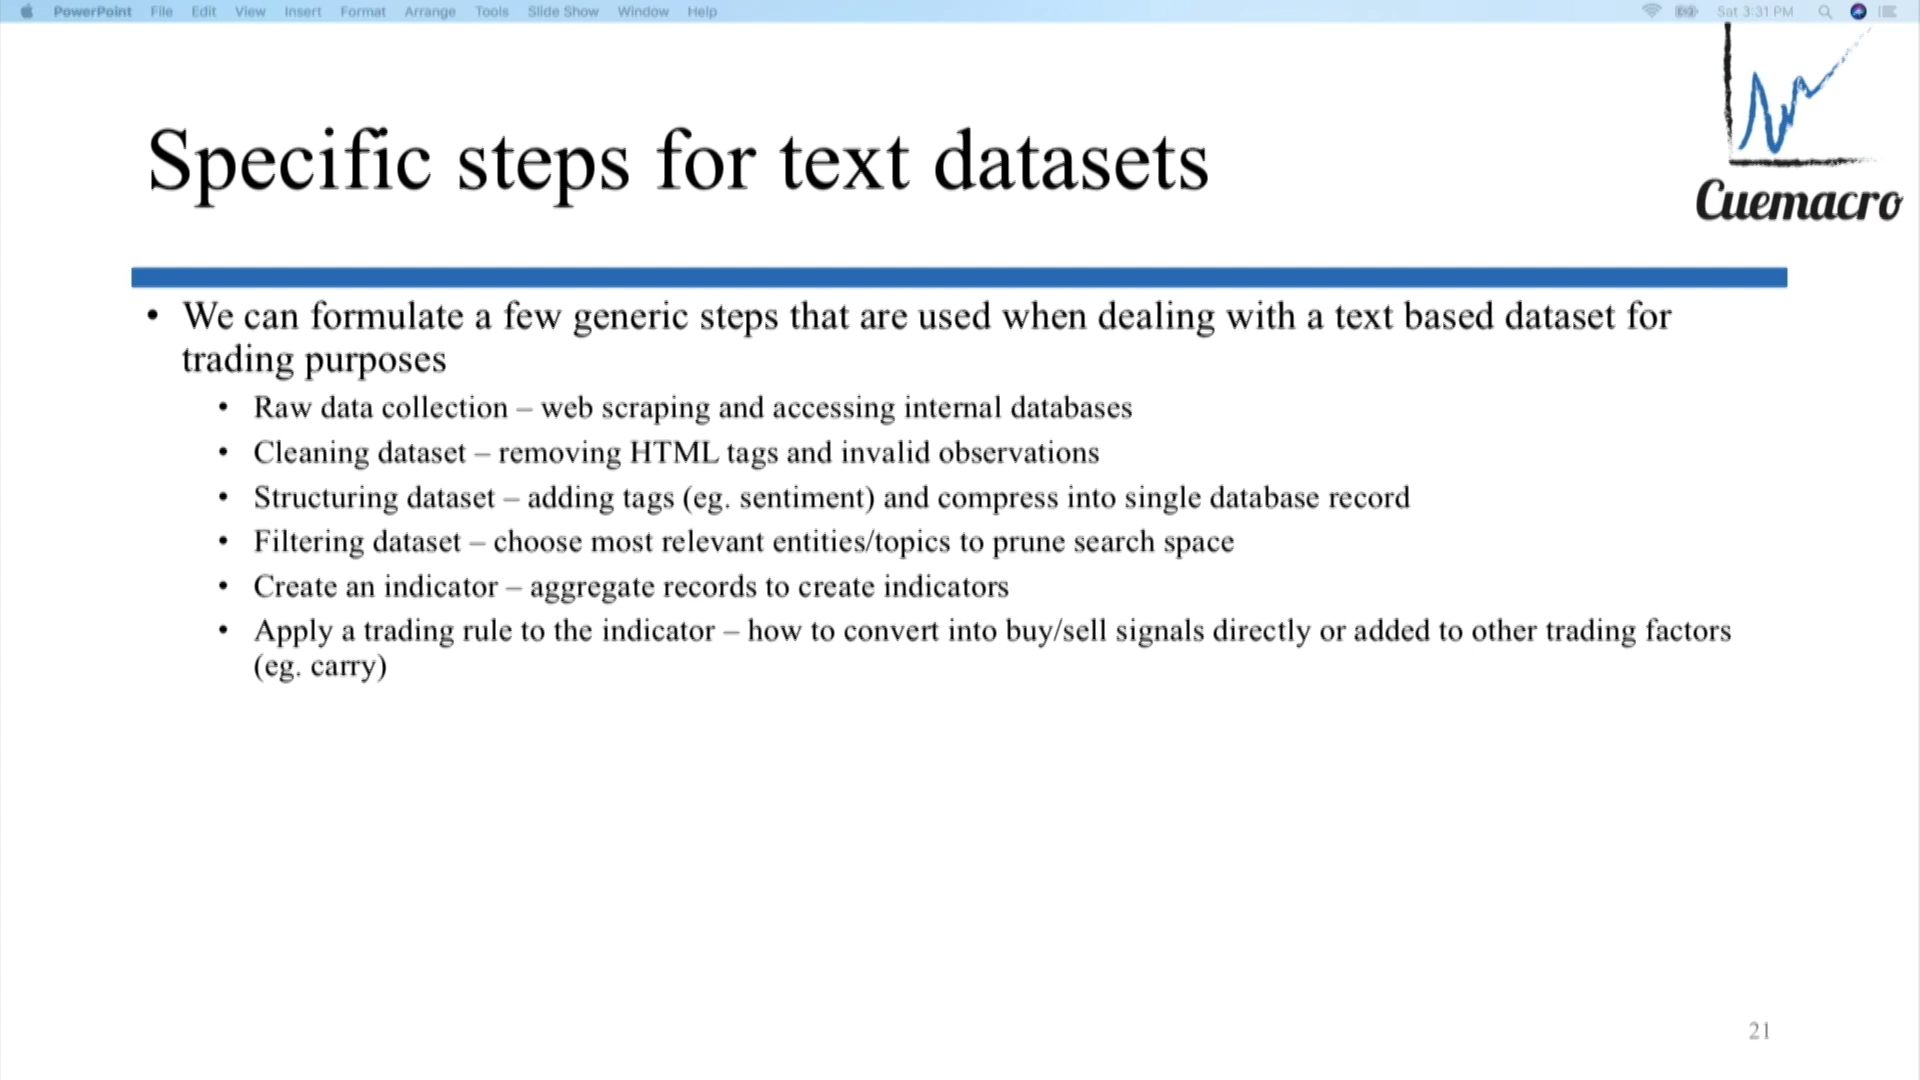 PowerPoint File Edit View Insert Format Arrange Tools Slide Show Window Help Sat 3:31 PM
Cuemacro
Specific steps for text datasets
• We can formulate a few generic steps that are used when dealing with a text based dataset for
trading purposes
• Raw data collection – web scraping and accessing internal databases
• Cleaning dataset – removing HTML tags and invalid observations
• Structuring dataset – adding tags (eg. sentiment) and compress into single database record
• Filtering dataset – choose most relevant entities/topics to prune search space
• Create an indicator – aggregate records to create indicators
• Apply a trading rule to the indicator – how to convert into buy/sell signals directly or added to other trading factors
(eg. carry)
21